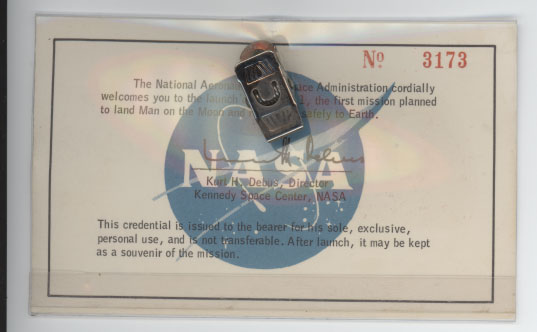 Nº 3173
The National Administration cordially
welcomes you to the launch the first mission planned
to land Man on the Moon and safely to Earth.
NASA
Kurt H. Debus, Director
Kennedy Space Center, NASA
This credential is issued to the bearer for his sole, exclusive,
personal use, and is not transferable. After launch, it may be kept
as a souvenir of the mission.